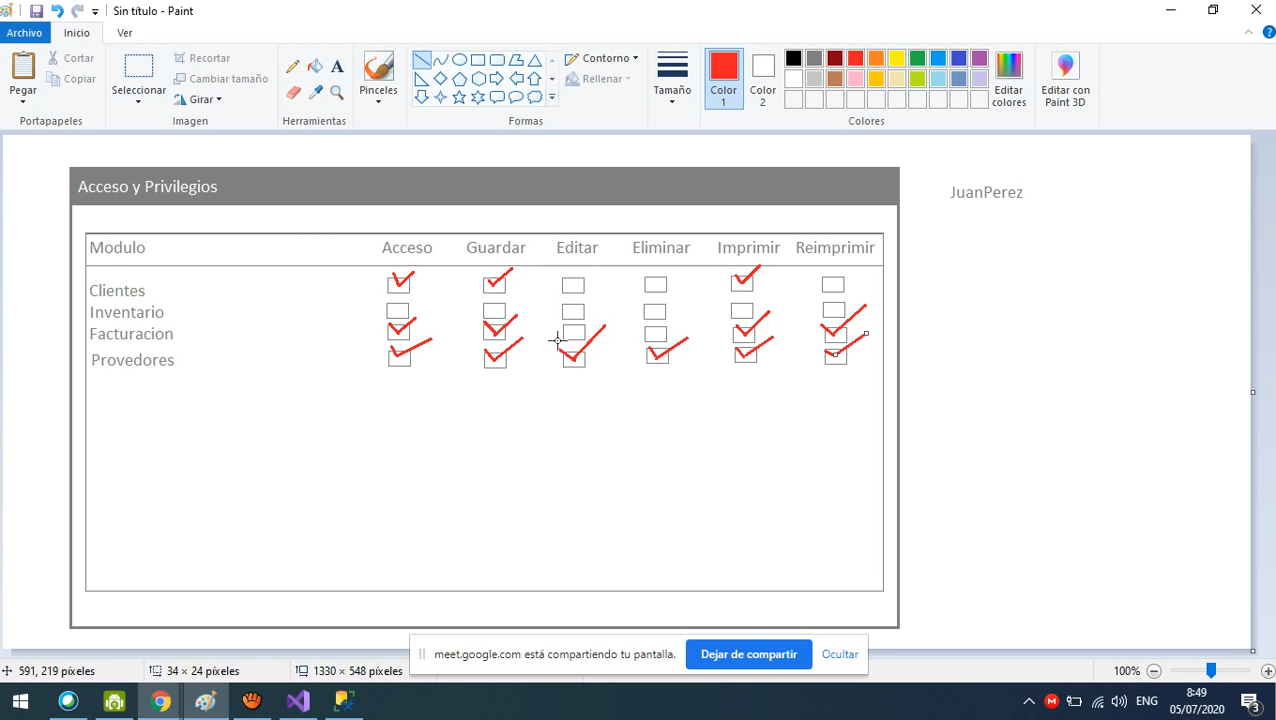 Sin título - Paint
Archivo Inicio Ver
Pegar
Cortar
Copiar
Portapapeles
Seleccionar
Recortar
Cambiar tamaño
Girar
Imagen
A
Herramientas
Pinceles
Contorno
Rellenar
Formas
Tamaño
Color 1
Color 2
Editar colores
Colores
Editar con Paint 3D
Acceso y Privilegios
JuanPerez
Modulo Acceso Guardar Editar Eliminar Imprimir Reimprimir
Clientes
Inventario
Facturacion
Provedores
meet.google.com está compartiendo tu pantalla. Dejar de compartir Ocultar
591, 219 píxeles 34 × 24 píxeles 1330 × 548 píxeles 100%
ENG
8:49
05/07/2020
3